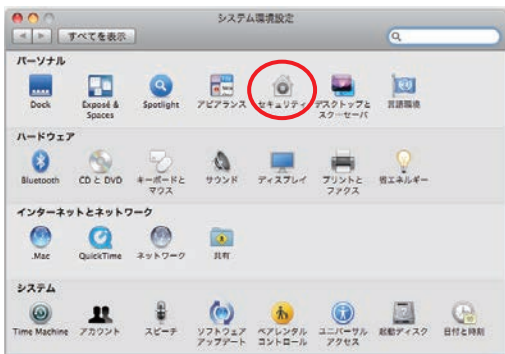 システム環境設定
すべてを表示
パーソナル
Dock
Exposé &
Spaces
Spotlight
アピアランス
セキュリティ
デスクトップと
スクーセーバ
言語環境
ハードウェア
Bluetooth
CD と DVD
キーボードと
マウス
サウンド
ディスプレイ
プリントと
ファクス
省エネルギー
インターネットとネットワーク
.Mac
QuickTime
ネットワーク
共有
システム
Time Machine
アカウント
スピーチ
ソフトウェア
アップデート
ペアレンタル
コントロール
ユニバーサル
アクセス
起動ディスク
日付と時刻